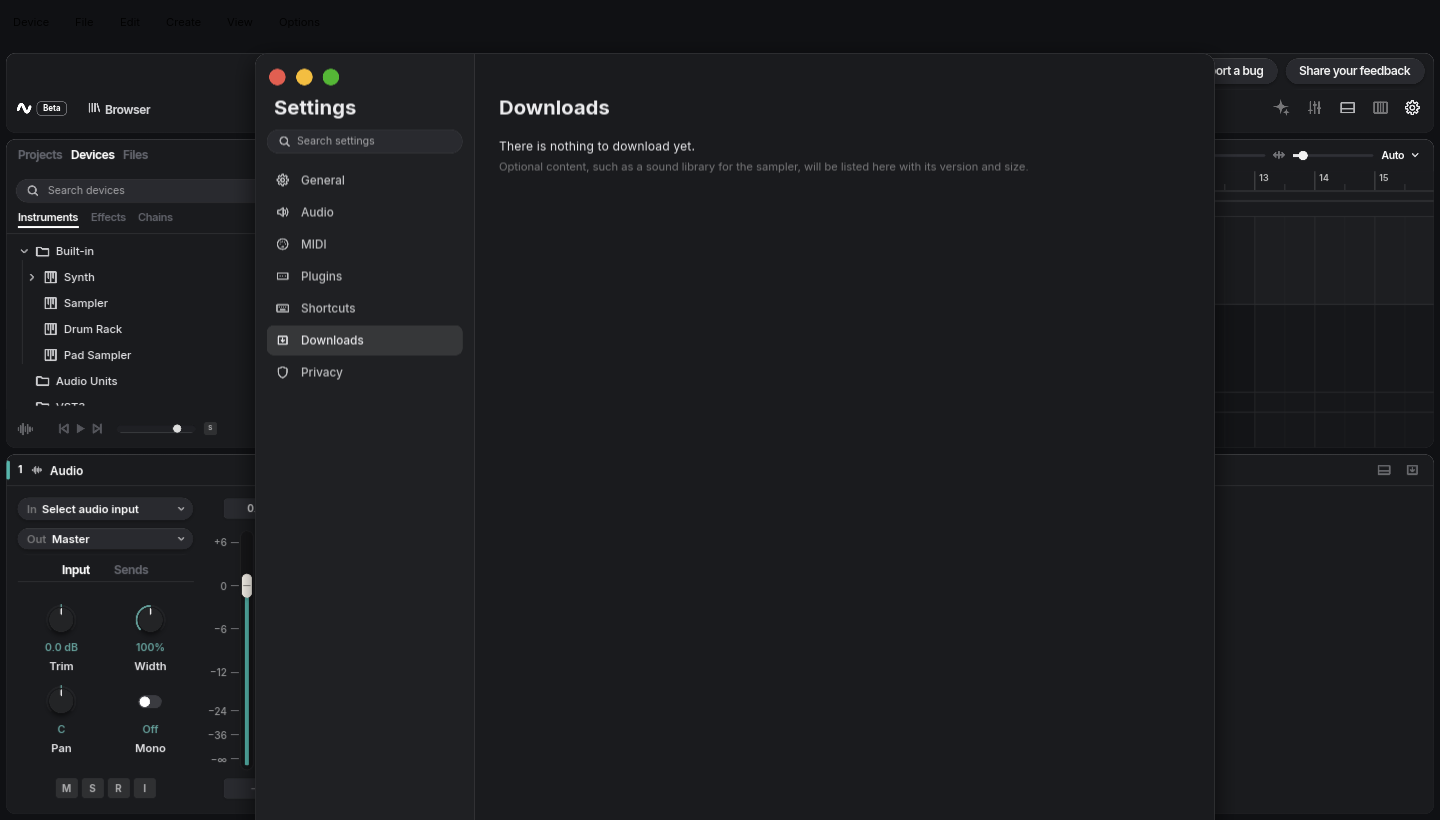 Device File Edit Create View Options
ort a bug
Share your feedback
Beta
Browser
Projects Devices Files
Search devices
Instruments Effects Chains
Built-in
Synth
Sampler
Drum Rack
Pad Sampler
Audio Units
VST3
S
Settings
Search settings
General
Audio
MIDI
Plugins
Shortcuts
Downloads
Privacy
Downloads
There is nothing to download yet.
Optional content, such as a sound library for the sampler, will be listed here with its version and size.
Auto
13 14 15
1 Audio
In Select audio input
Out Master
Input Sends
0.0 dB
Trim
100%
Width
C
Pan
Off
Mono
M S R I
0.
+6
0
−6
−12
−24
−36
−∞